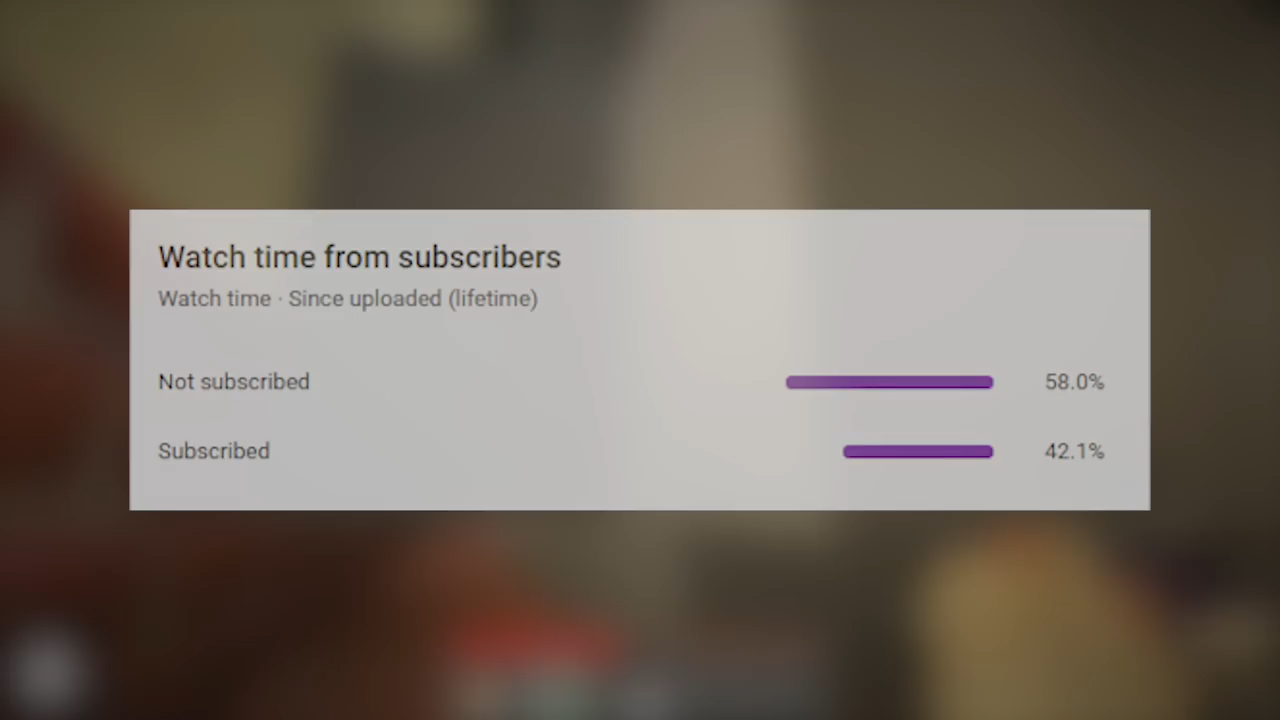 Watch time from subscribers
Watch time · Since uploaded (lifetime)
Not subscribed 58.0%
Subscribed 42.1%